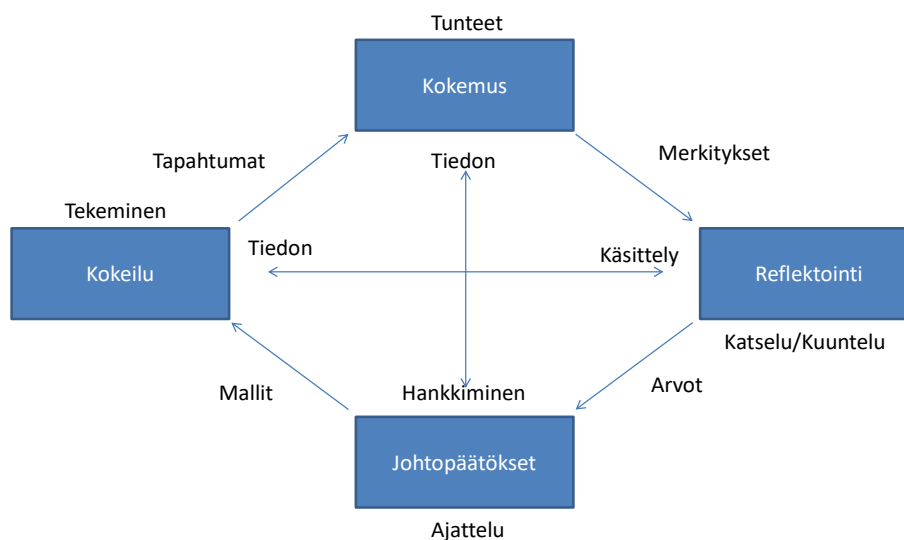 Tunteet
Kokemus
Tapahtumat
Tiedon
Merkitykset
Tekeminen
Kokeilu
Tiedon
Käsittely
Reflektointi
Katselu/Kuuntelu
Mallit
Hankkiminen
Arvot
Johtopäätökset
Ajattelu